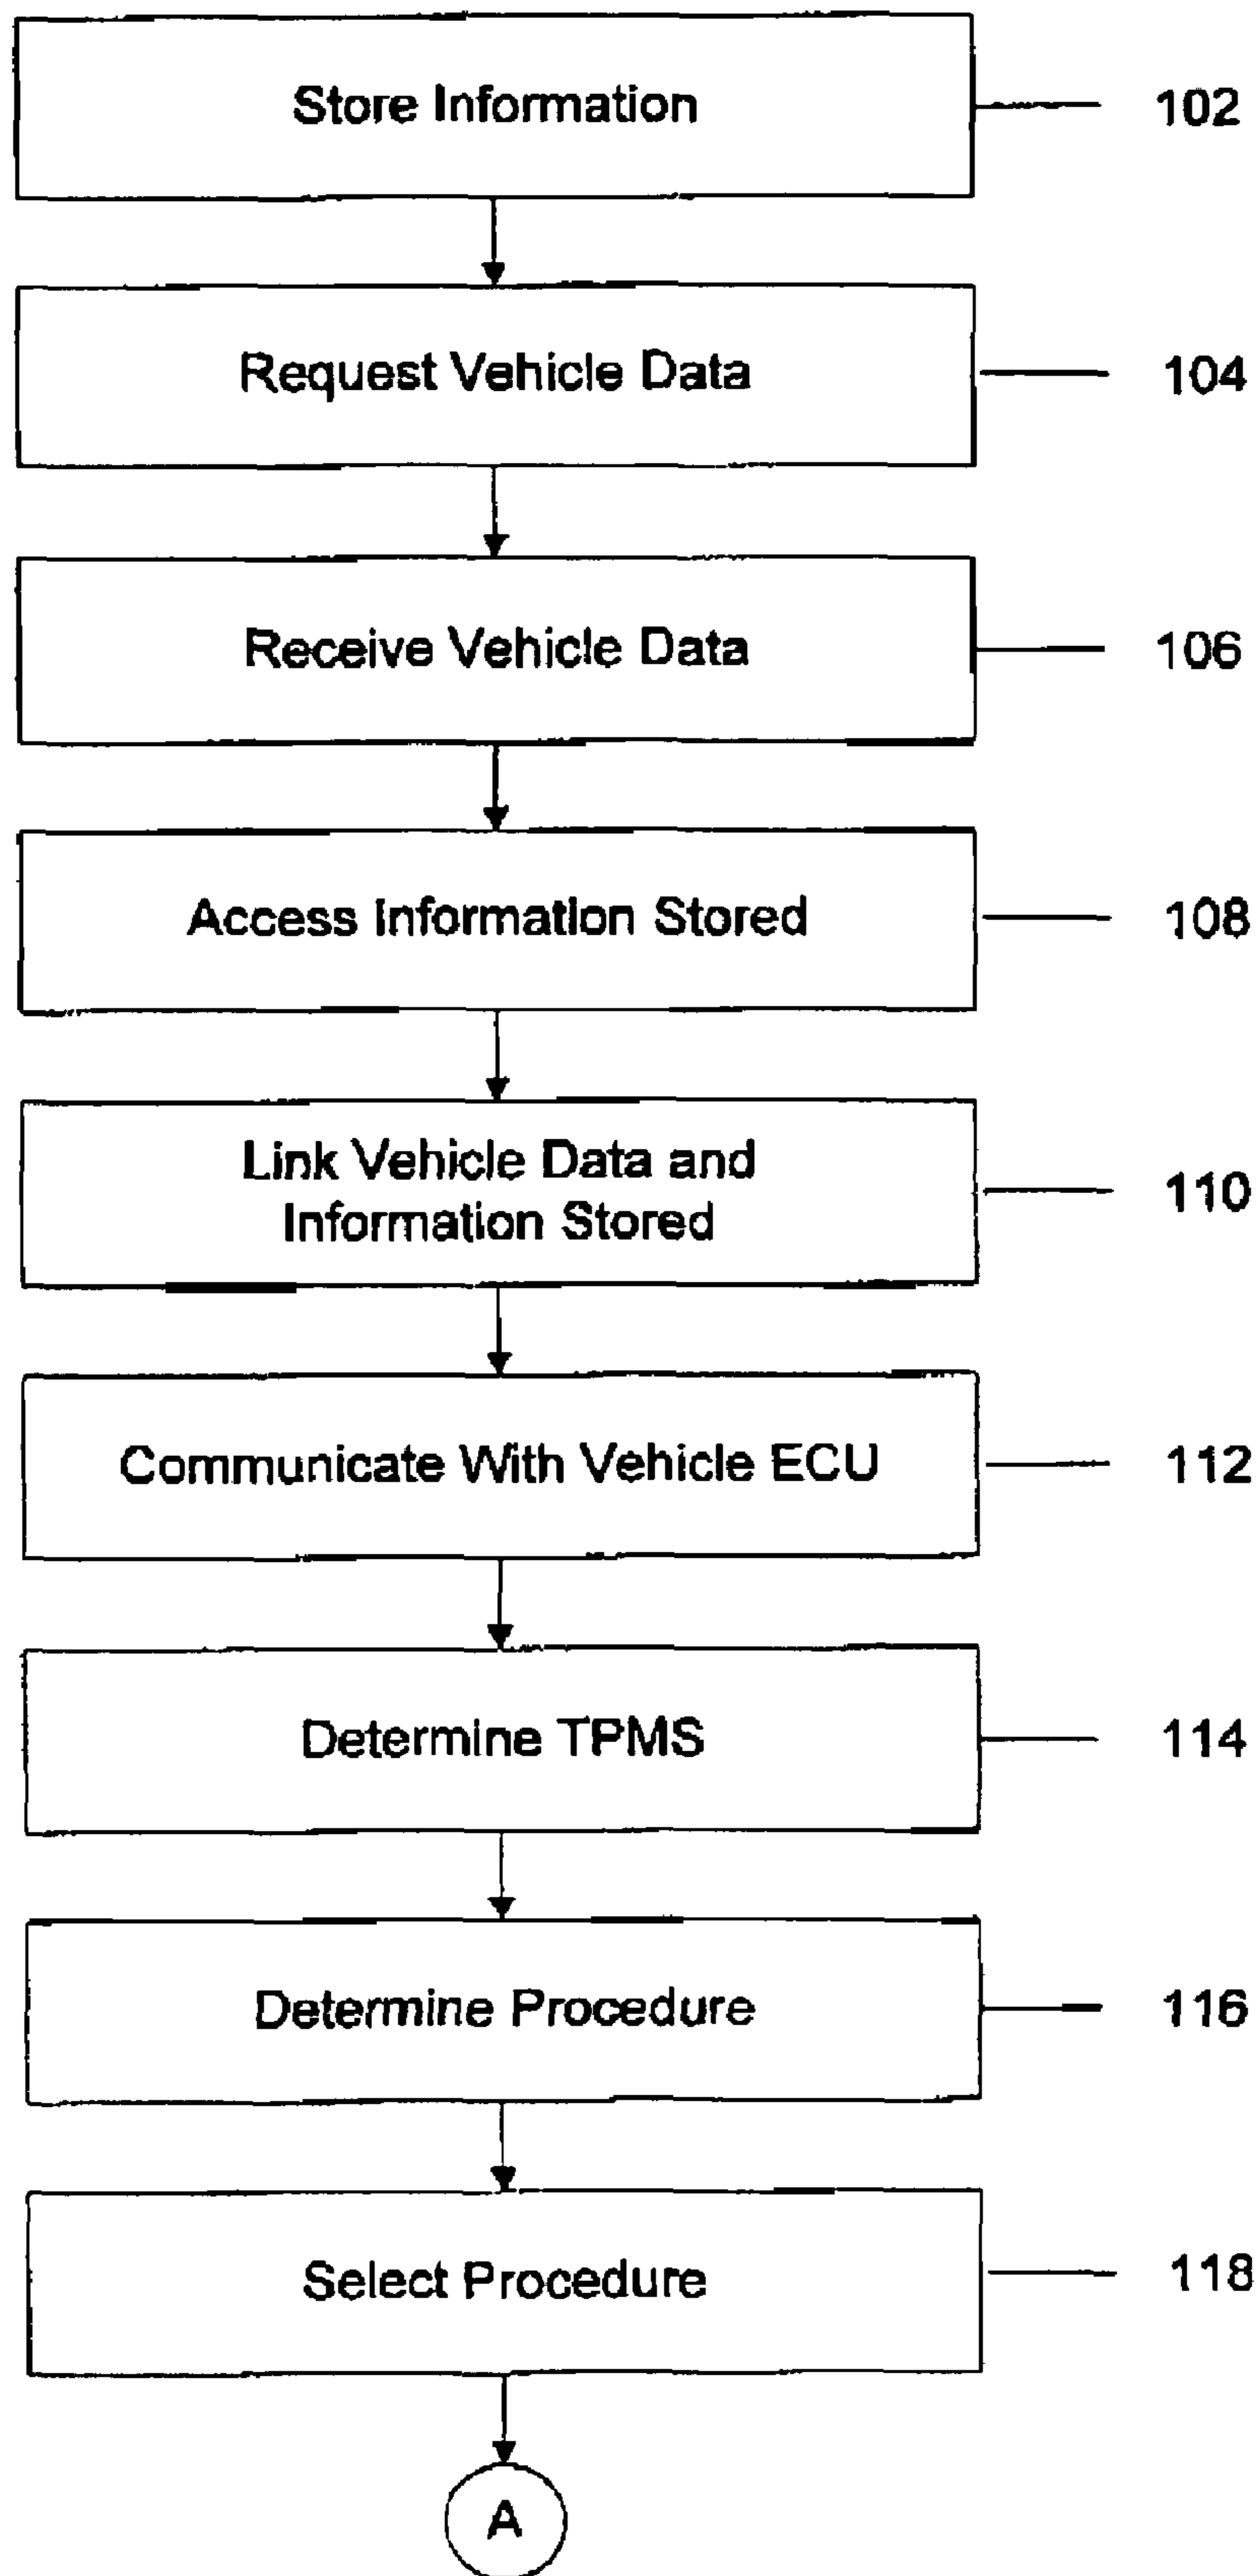 Store Information
102
Request Vehicle Data
104
Receive Vehicle Data
106
Access Information Stored
108
Link Vehicle Data and
Information Stored
110
Communicate With Vehicle ECU
112
Determine TPMS
114
Determine Procedure
116
Select Procedure
118
A